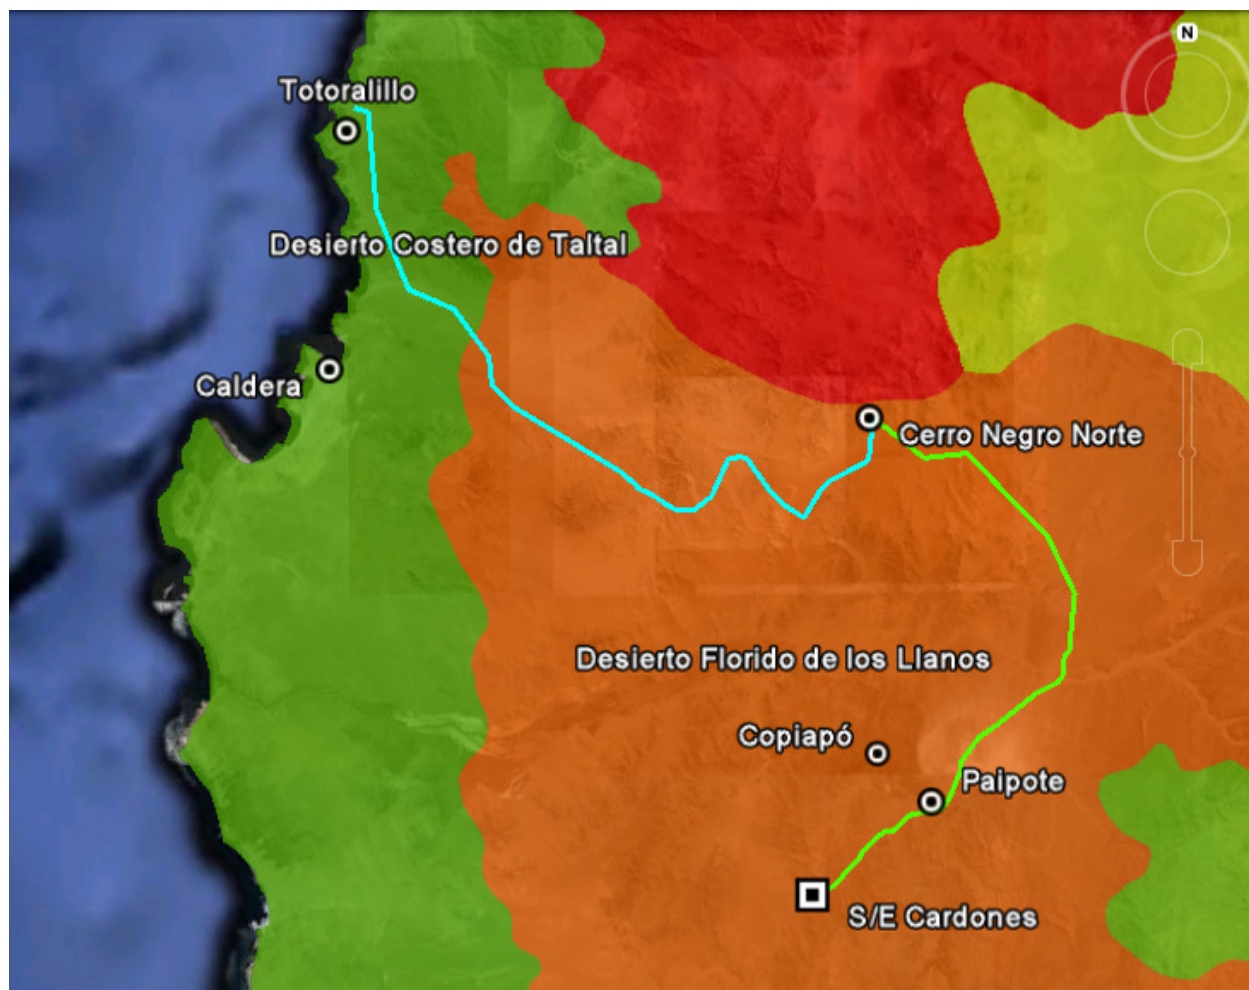 N
Totoralillo
Desierto Costero de Taltal
Caldera
Cerro Negro Norte
Desierto Florido de los Llanos
Copiapó
Paipote
S/E Cardones